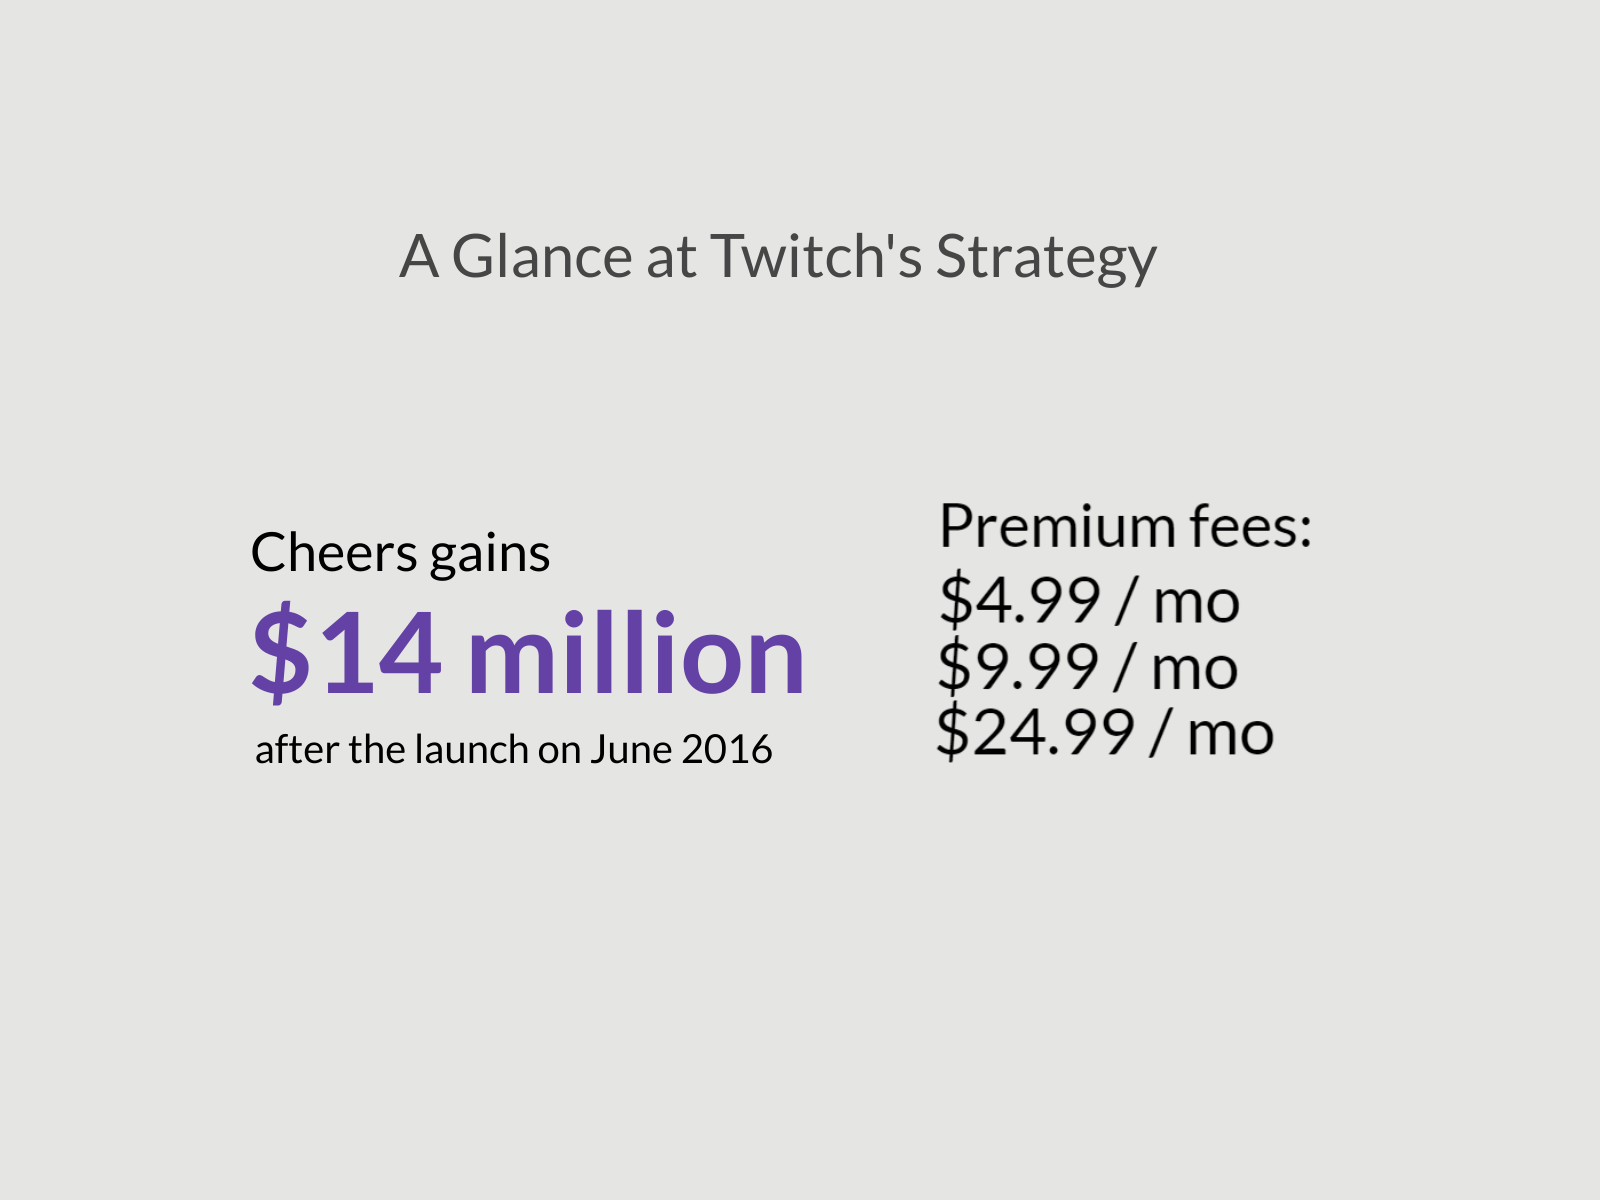 A Glance at Twitch's Strategy
Cheers gains
$14 million
after the launch on June 2016
Premium fees:
$4.99 / mo
$9.99 / mo
$24.99 / mo